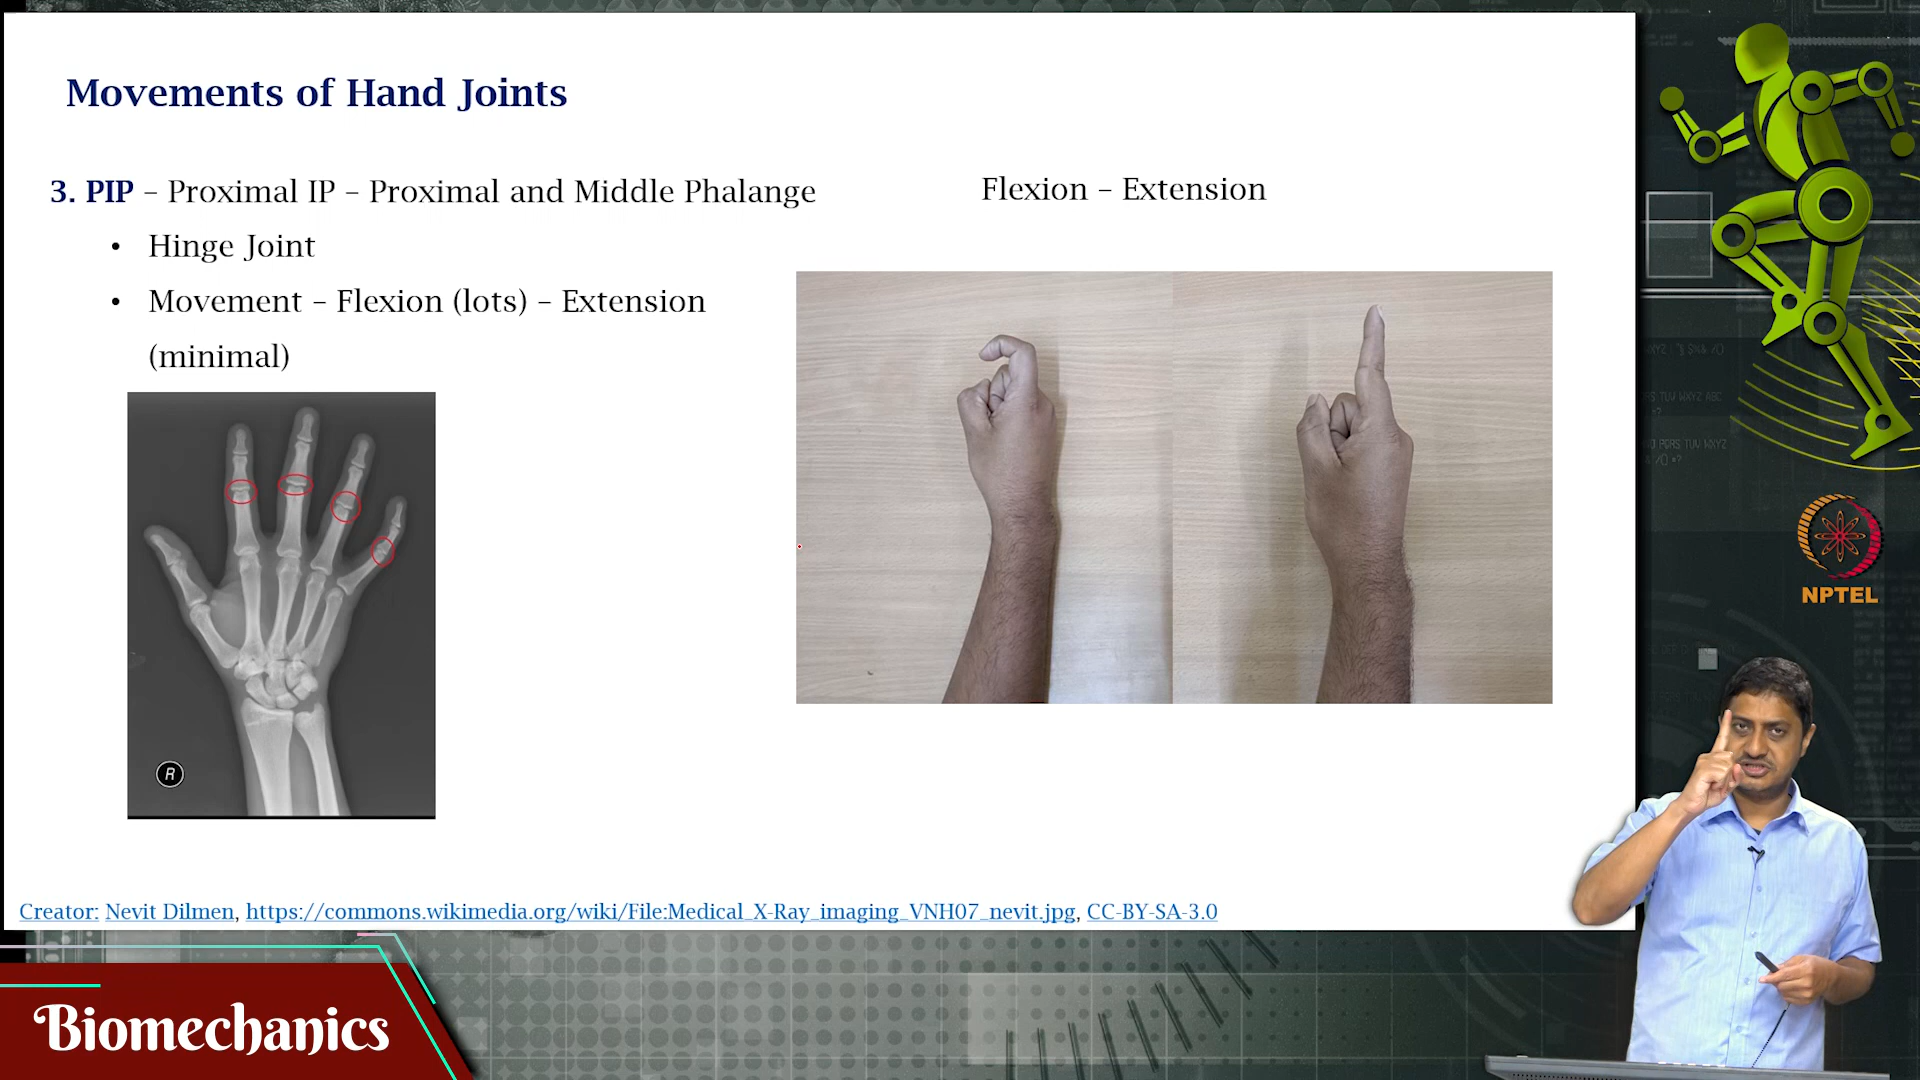 Movements of Hand Joints
3. PIP – Proximal IP – Proximal and Middle Phalange
• Hinge Joint
• Movement – Flexion (lots) – Extension
(minimal)
Flexion – Extension
R
Creator: Nevit Dilmen, https://commons.wikimedia.org/wiki/File:Medical_X-Ray_imaging_VNH07_nevit.jpg, CC-BY-SA-3.0
NPTEL
Biomechanics